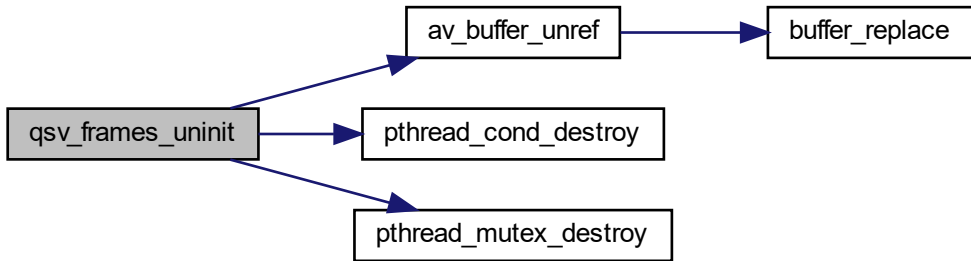 av_buffer_unref
buffer_replace
qsv_frames_uninit
pthread_cond_destroy
pthread_mutex_destroy